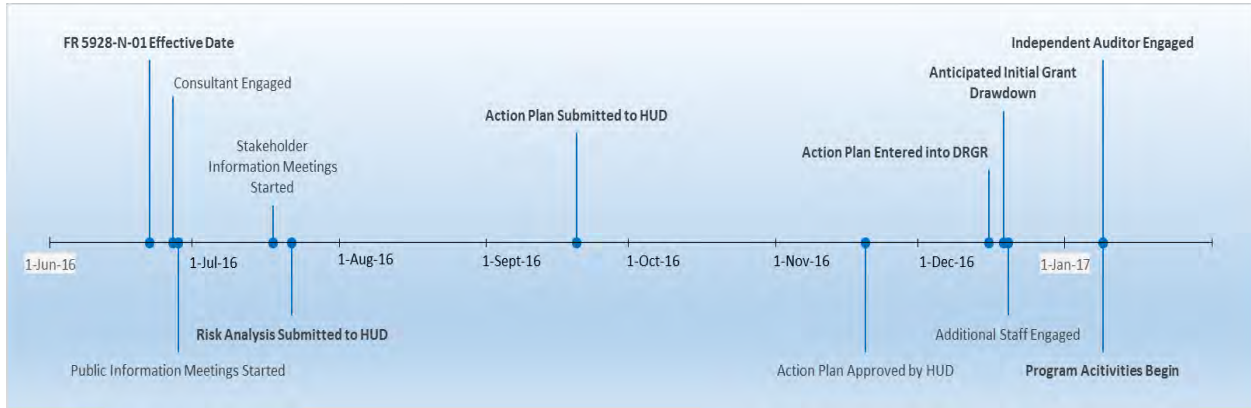 FR 5928-N-01 Effective Date
Consultant Engaged
Stakeholder
Information Meetings
Started
Action Plan Submitted to HUD
Independent Auditor Engaged
Anticipated Initial Grant
Drawdown
Action Plan Entered into DRGR
1-Jun-16
1-Jul-16
1-Aug-16
1-Sept-16
1-Oct-16
1-Nov-16
1-Dec-16
1-Jan-17
Risk Analysis Submitted to HUD
Public Information Meetings Started
Additional Staff Engaged
Action Plan Approved by HUD
Program Acitivities Begin